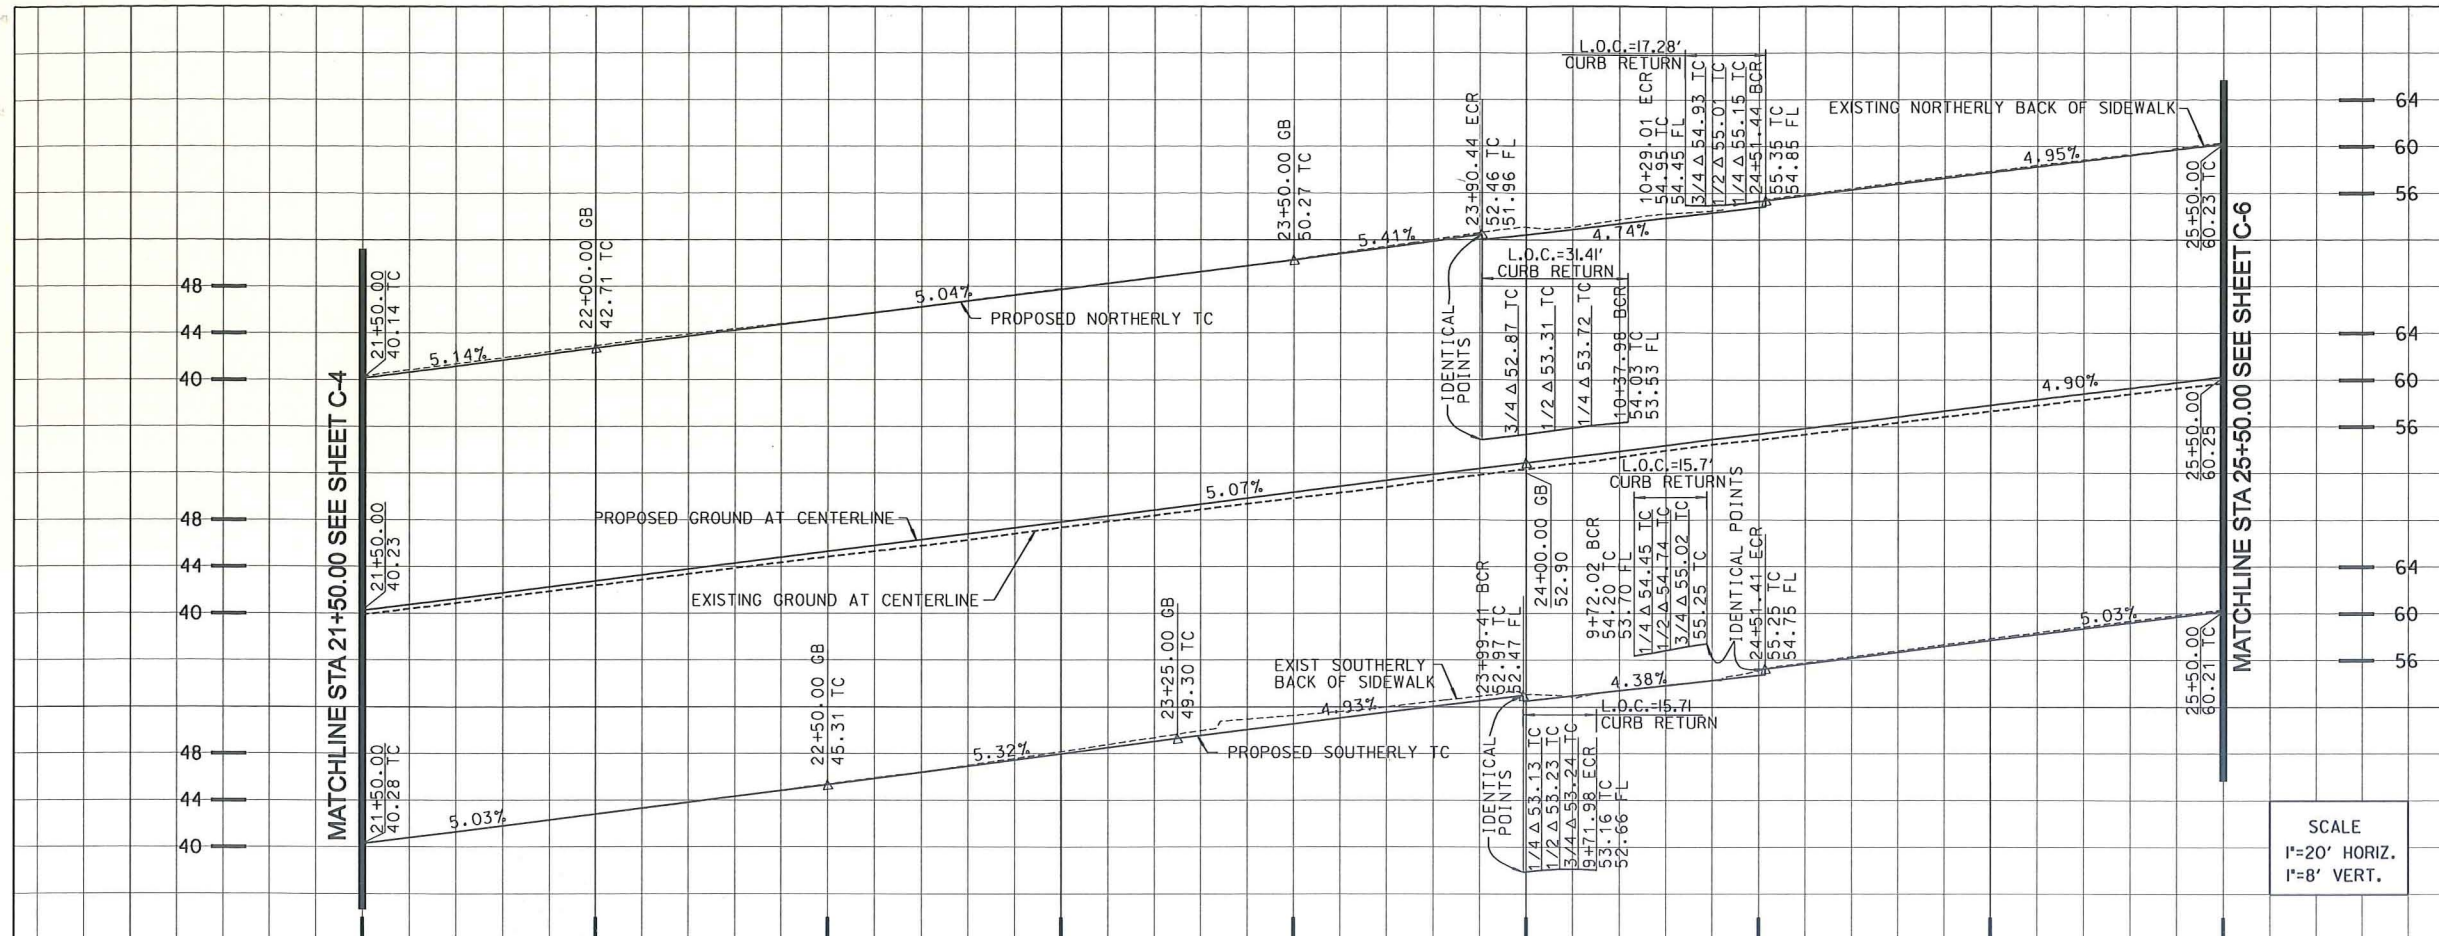 L.O.C.=17.28'
CURB RETURN
10+29.01 ECR
54.95 TC
54.45 FL
3/4 Δ 54.93 TC
1/2 Δ 55.01 TC
1/4 Δ 55.15 TC
24+51.44 BCR
55.35 TC
54.85 FL
EXISTING NORTHERLY BACK OF SIDEWALK
64
60
56
4.95%
25+50.00
60.23 TC
23+90.44 ECR
52.46 TC
51.96 FL
23+50.00 GB
50.27 TC
5.41%
4.74%
22+00.00 GB
42.71 TC
48
44
40
21+50.00
40.14 TC
5.14%
5.04%
PROPOSED NORTHERLY TC
L.O.C.=31.41'
CURB RETURN
IDENTICAL
POINTS
3/4 Δ 52.87 TC
1/2 Δ 53.31 TC
1/4 Δ 53.72 TC
10+37.98 BCR
54.03 TC
53.53 FL
MATCHLINE STA 21+50.00 SEE SHEET C-4
MATCHLINE STA 25+50.00 SEE SHEET C-6
64
60
56
4.90%
25+50.00
60.25
48
44
40
21+50.00
40.23
PROPOSED GROUND AT CENTERLINE
5.07%
EXISTING GROUND AT CENTERLINE
24+00.00 GB
52.90
L.O.C.=15.7'
CURB RETURN
9+72.02 BCR
54.20 TC
53.70 FL
1/4 Δ 54.45 TC
1/2 Δ 54.74 TC
3/4 Δ 55.02 TC
55.25 TC
IDENTICAL POINTS
24+51.41 ECR
55.25 TC
54.75 FL
64
60
56
5.03%
25+50.00
60.21 TC
23+99.41 BCR
52.97 TC
52.47 FL
EXIST SOUTHERLY
BACK OF SIDEWALK
4.93%
4.38%
23+25.00 GB
49.30 TC
22+50.00 GB
45.31 TC
48
44
40
21+50.00
40.28 TC
5.03%
5.32%
PROPOSED SOUTHERLY TC
L.O.C.=15.71
CURB RETURN
IDENTICAL
POINTS
1/4 Δ 53.13 TC
1/2 Δ 53.23 TC
3/4 Δ 53.24 TC
9+71.98 ECR
53.16 TC
52.66 FL
SCALE
1"=20' HORIZ.
1"=8' VERT.